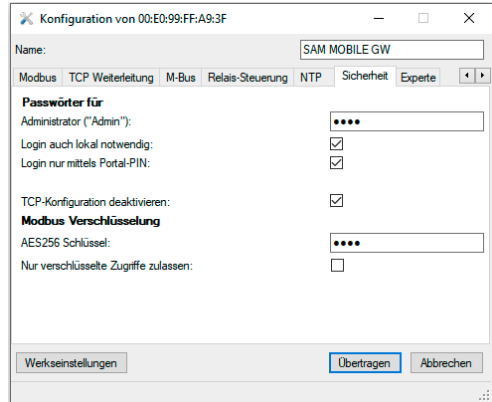 Konfiguration von 00:E0:99:FF:A9:3F
Name: SAM MOBILE GW
Modbus TCP Weiterleitung M-Bus Relais-Steuerung NTP Sicherheit Experte
Passwörter für
Administrator ("Admin"): ●●●●
Login auch lokal notwendig:
Login nur mittels Portal-PIN:
TCP-Konfiguration deaktivieren:
Modbus Verschlüsselung
AES256 Schlüssel: ●●●●
Nur verschlüsselte Zugriffe zulassen:
Werkseinstellungen Übertragen Abbrechen